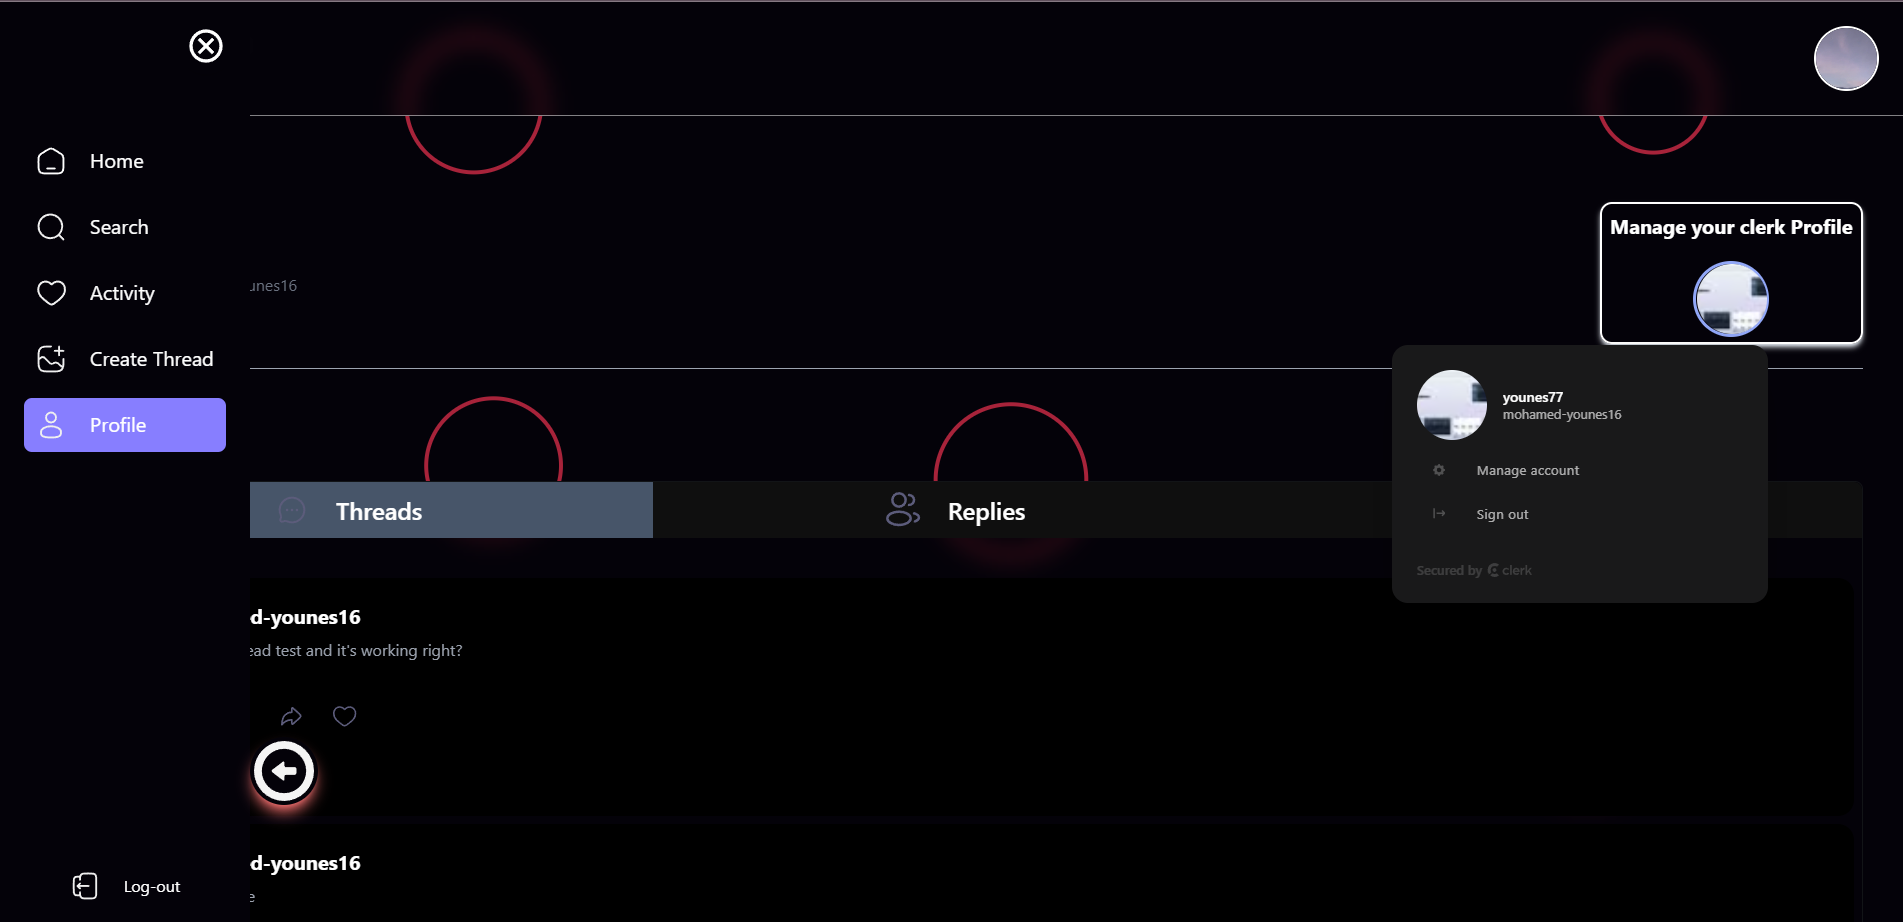 Home
Search
Activity
Create Thread
Profile
Log-out
Manage your clerk Profile
unes16
younes77
mohamed-younes16
Manage account
Sign out
Secured by clerk
Threads
Replies
d-younes16
ead test and it's working right?
d-younes16
e